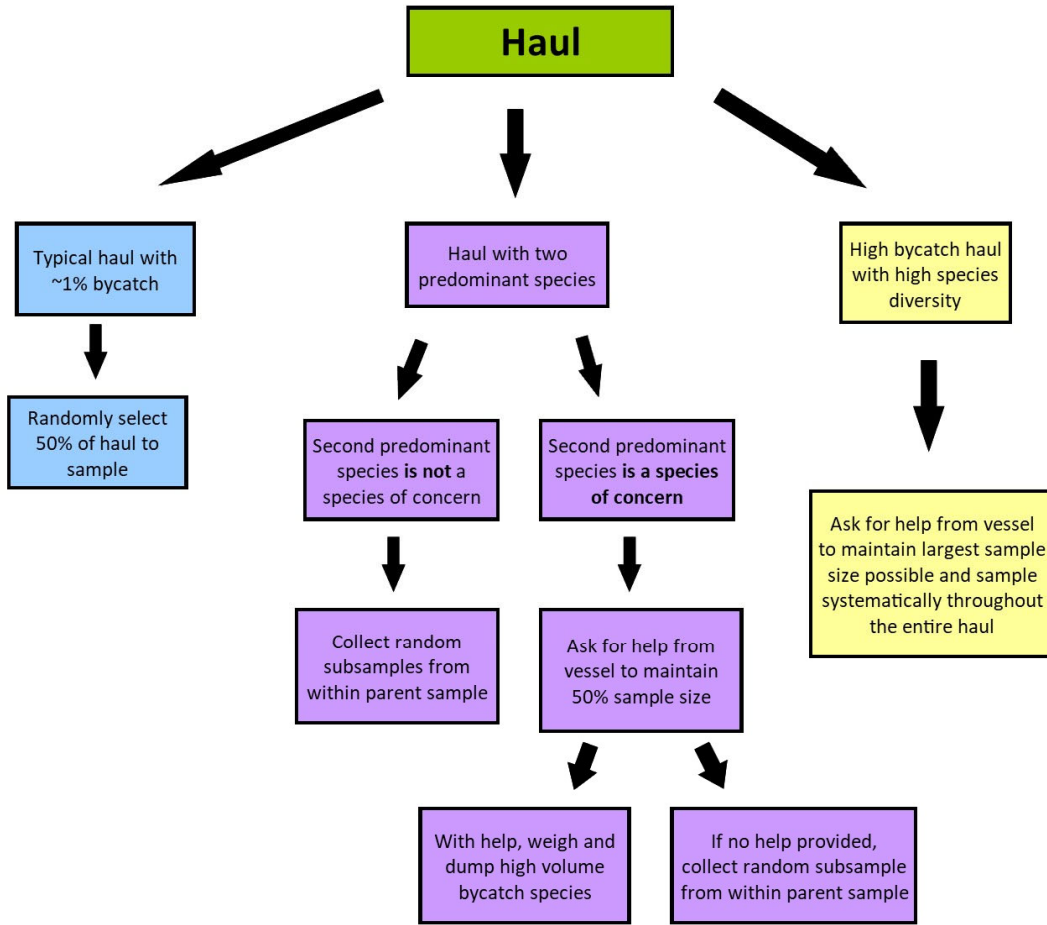 Haul
Typical haul with
~1% bycatch
Randomly select
50% of haul to
sample
Haul with two
predominant species
Second predominant
species is not a
species of concern
Collect random
subsamples from
within parent sample
Second predominant
species is a species
of concern
Ask for help from
vessel to maintain
50% sample size
With help, weigh and
dump high volume
bycatch species
If no help provided,
collect random subsample
from within parent sample
High bycatch haul
with high species
diversity
Ask for help from vessel
to maintain largest sample
size possible and sample
systematically throughout
the entire haul